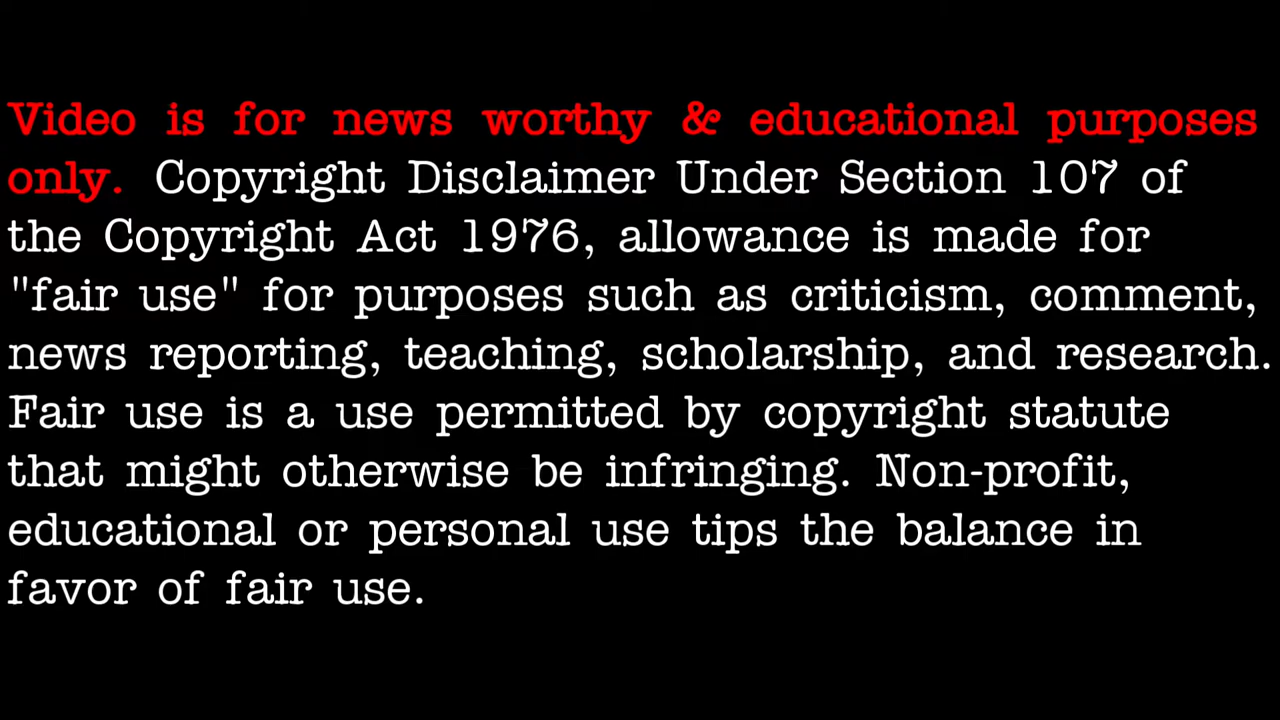 Video is for news worthy & educational purposes
only. Copyright Disclaimer Under Section 107 of
the Copyright Act 1976, allowance is made for
"fair use" for purposes such as criticism, comment,
news reporting, teaching, scholarship, and research.
Fair use is a use permitted by copyright statute
that might otherwise be infringing. Non-profit,
educational or personal use tips the balance in
favor of fair use.